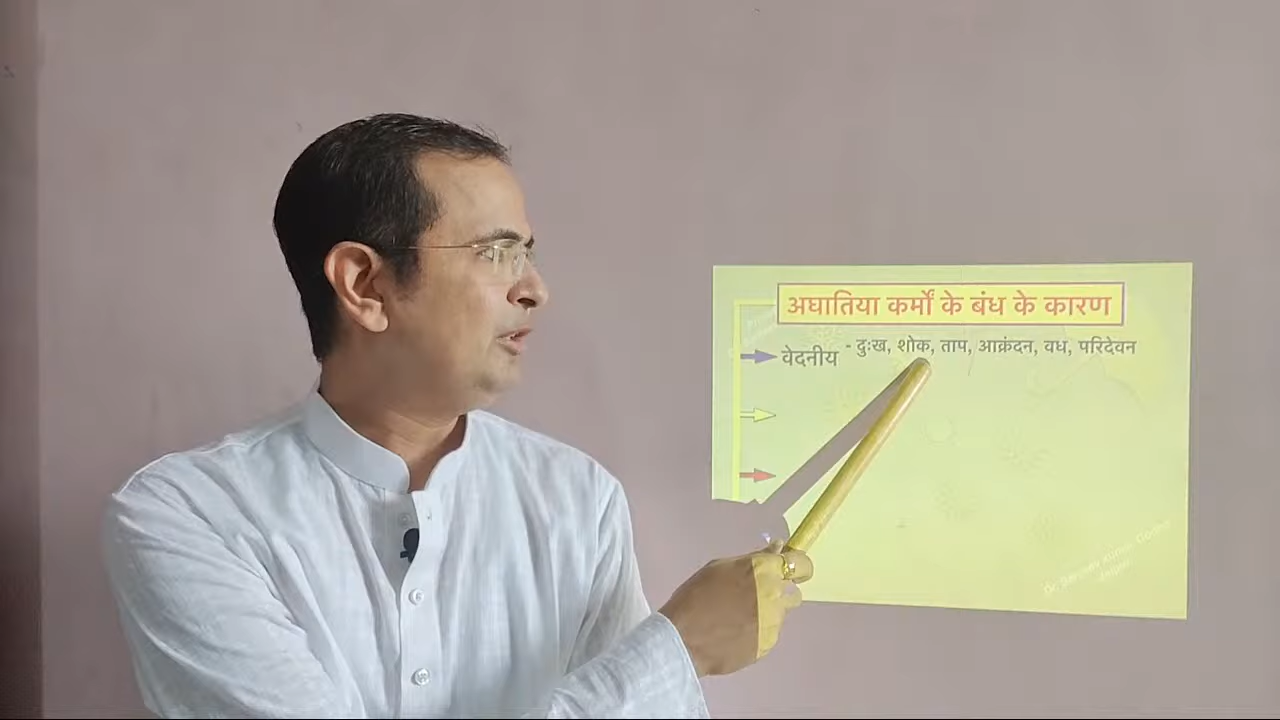 अघातिया कर्मों के बंध के कारण
वेदनीय - दुःख, शोक, ताप, आक्रंदन, वध, परिदेवन